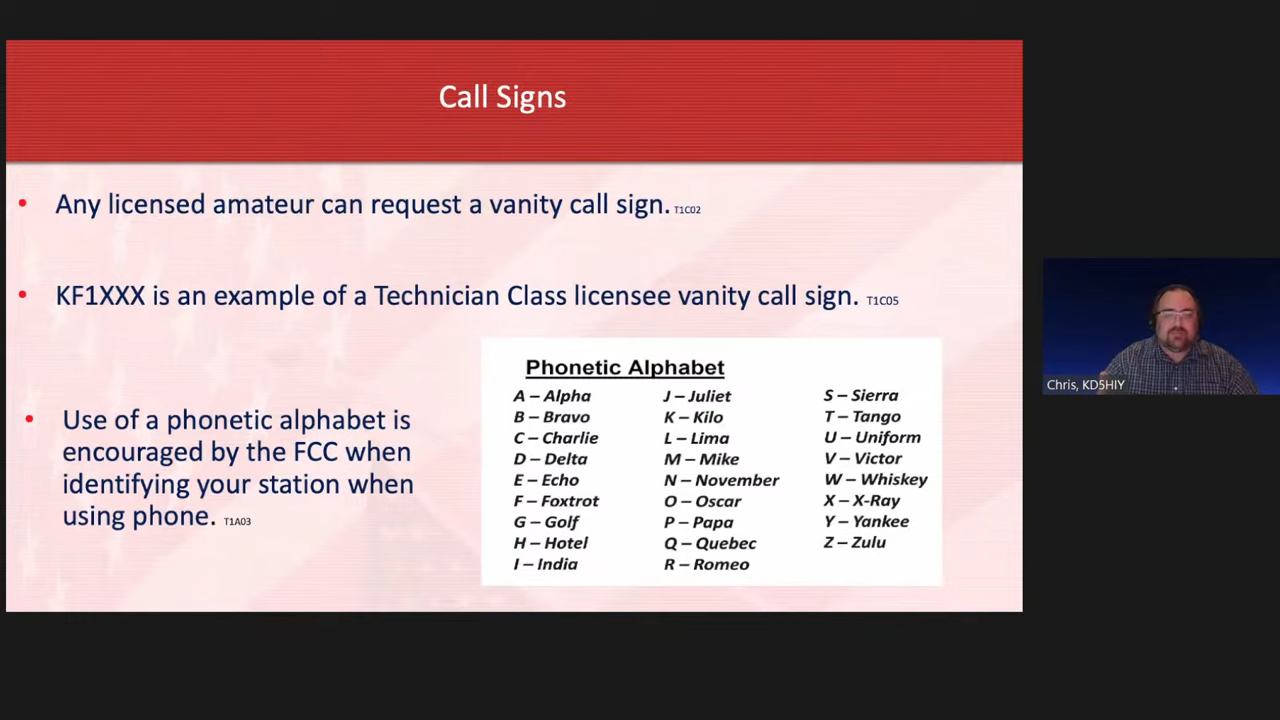 Call Signs
• Any licensed amateur can request a vanity call sign. T1C02
• KF1XXX is an example of a Technician Class licensee vanity call sign. T1C05
• Use of a phonetic alphabet is
encouraged by the FCC when
identifying your station when
using phone. T1A03
Phonetic Alphabet
A – Alpha
B – Bravo
C – Charlie
D – Delta
E – Echo
F – Foxtrot
G – Golf
H – Hotel
I – India
J – Juliet
K – Kilo
L – Lima
M – Mike
N – November
O – Oscar
P – Papa
Q – Quebec
R – Romeo
S – Sierra
T – Tango
U – Uniform
V – Victor
W – Whiskey
X – X-Ray
Y – Yankee
Z – Zulu
Chris, KD5HIY